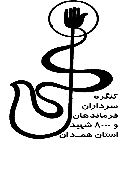 کنگره
سرداران
فرماندهان
و ۸۰۰۰ شهید
استان همدان